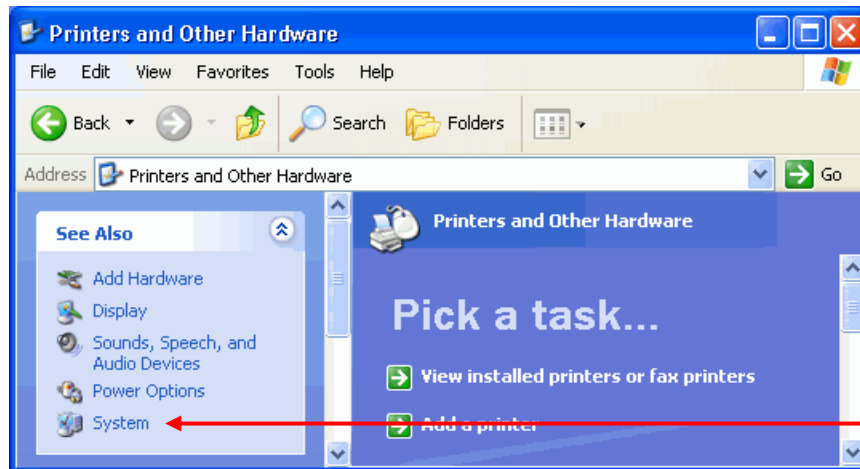 Printers and Other Hardware
File Edit View Favorites Tools Help
Back Search Folders
Address Printers and Other Hardware Go
See Also
Add Hardware
Display
Sounds, Speech, and
Audio Devices
Power Options
System
Printers and Other Hardware
Pick a task...
View installed printers or fax printers
Add a printer